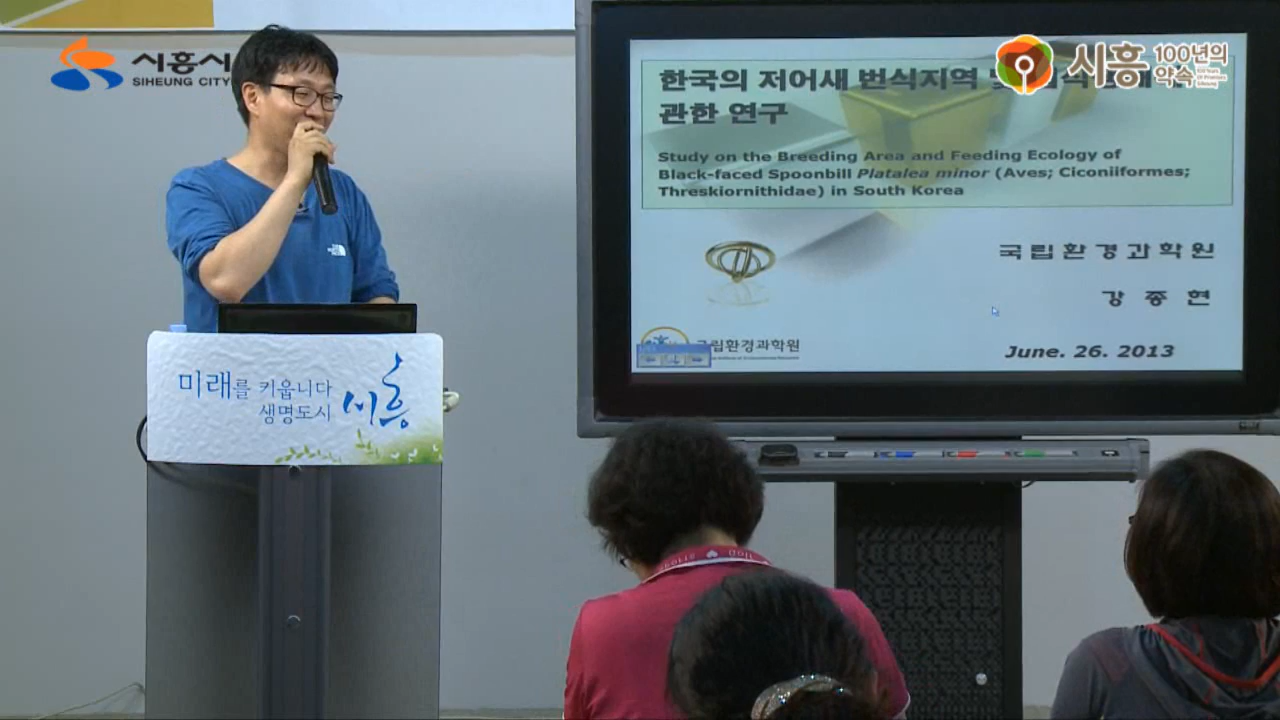 시흥시
SIHEUNG CITY
시흥 100년의
약속
한국의 저어새 번식지역
관한 연구
Study on the Breeding Area and Feeding Ecology of
Black-faced Spoonbill Platalea minor (Aves; Ciconiiformes;
Threskiornithidae) in South Korea
국립환경과학원
강 종 현
국립환경과학원
June. 26. 2013
THE NORTH FACE
미래를 키웁니다
생명도시 시흥